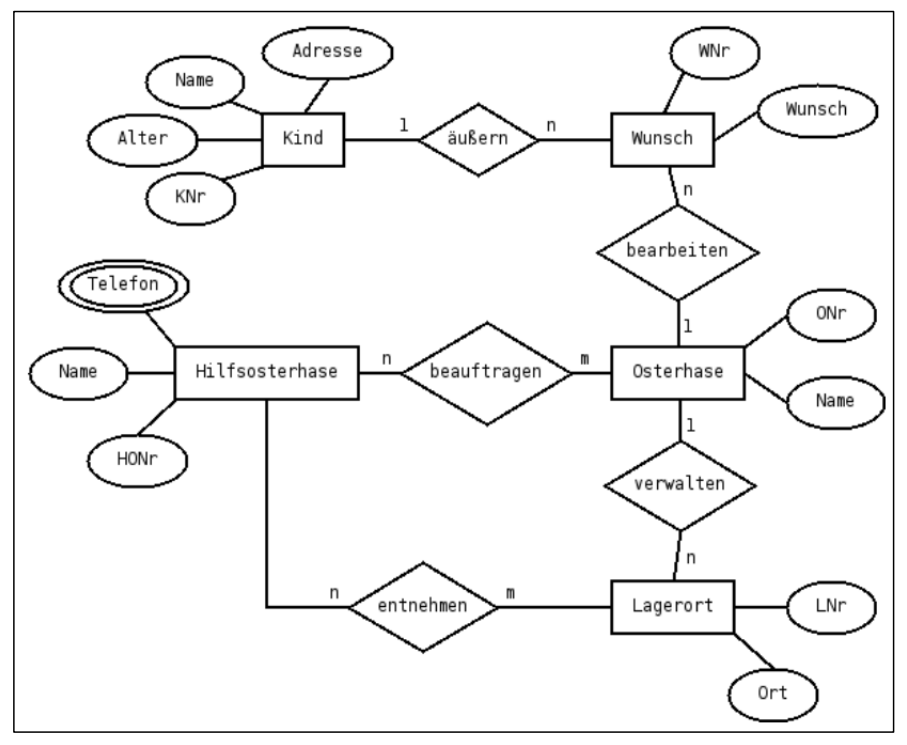 Adresse
WNr
Name
Wunsch
Alter
Kind
1
äußern
n
Wunsch
KNr
n
bearbeiten
Telefon
ONr
1
Name
Hilfsosterhase
n
beauftragen
m
Osterhase
Name
HONr
1
verwalten
n
n
entnehmen
m
Lagerort
LNr
Ort